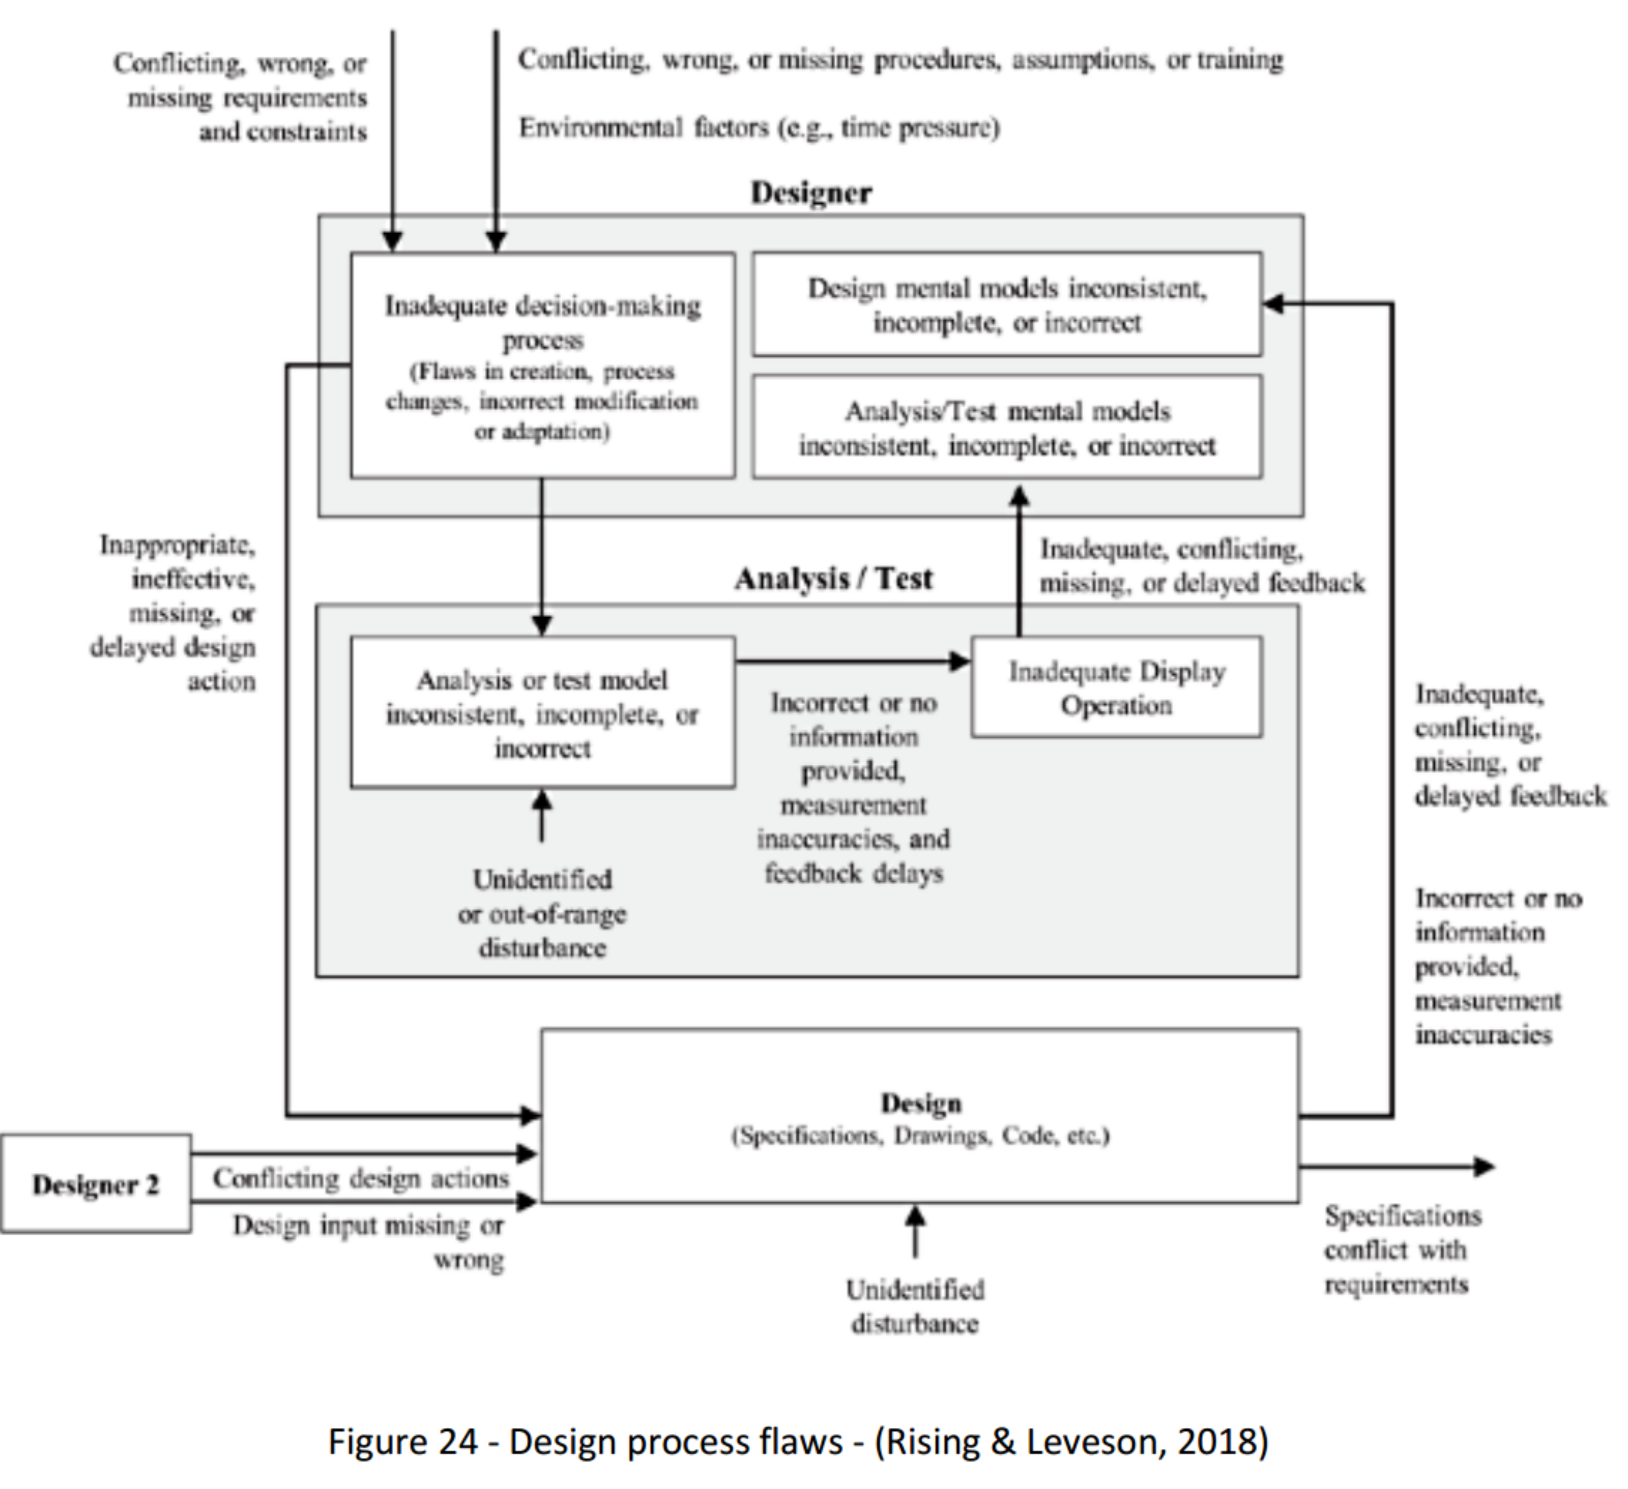 Conflicting, wrong, or
missing requirements
and constraints
Conflicting, wrong, or missing procedures, assumptions, or training
Environmental factors (e.g., time pressure)
Designer
Inadequate decision-making
process
(Flaws in creation, process
changes, incorrect modification
or adaptation)
Design mental models inconsistent,
incomplete, or incorrect
Analysis/Test mental models
inconsistent, incomplete, or incorrect
Inappropriate,
ineffective,
missing, or
delayed design
action
Inadequate, conflicting,
missing, or delayed feedback
Analysis / Test
Analysis or test model
inconsistent, incomplete, or
incorrect
Incorrect or no
information
provided,
measurement
inaccuracies, and
feedback delays
Inadequate Display
Operation
Unidentified
or out-of-range
disturbance
Inadequate,
conflicting,
missing, or
delayed feedback
Incorrect or no
information
provided,
measurement
inaccuracies
Design
(Specifications, Drawings, Code, etc.)
Designer 2
Conflicting design actions
Design input missing or
wrong
Unidentified
disturbance
Specifications
conflict with
requirements
Figure 24 - Design process flaws - (Rising & Leveson, 2018)